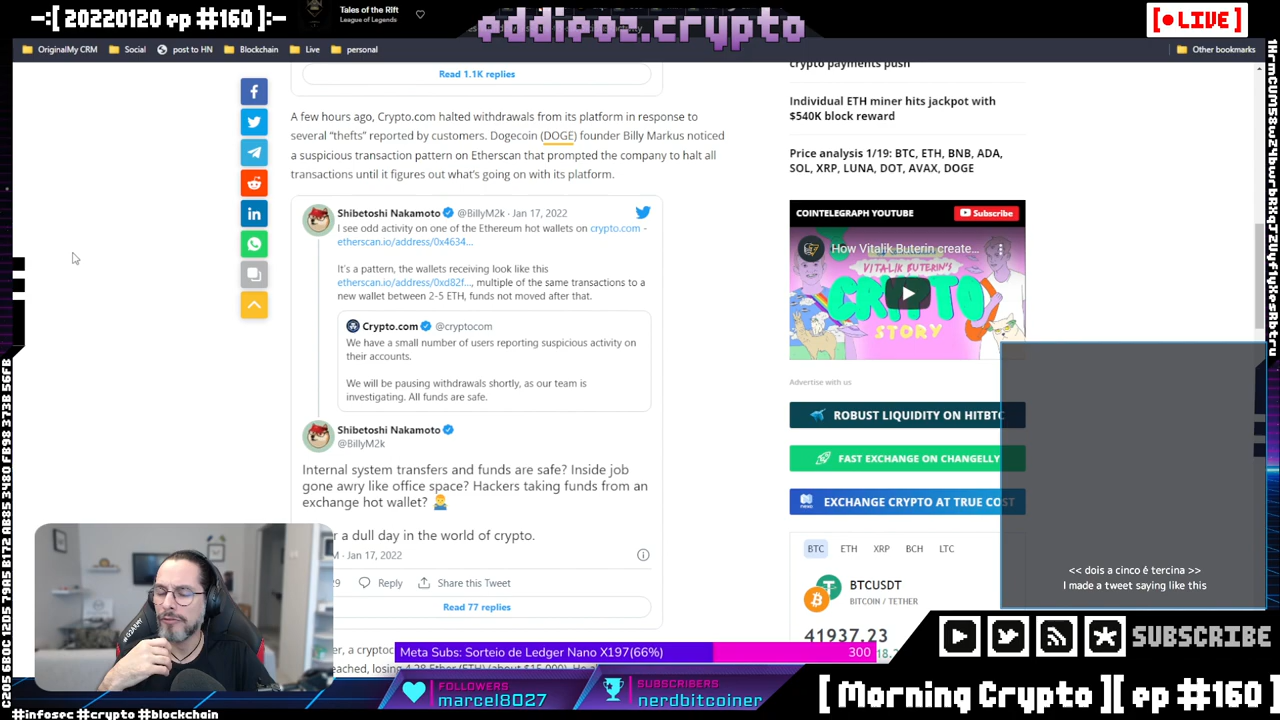 -:[ 20220120 ep #160 ]:-
Tales of the Rift
League of Legends
eddieoz.crypto
[●LIVE]
OriginalMy CRM
Social
post to HN
Blockchain
Live
personal
Other bookmarks
Read 1.1K replies
A few hours ago, Crypto.com halted withdrawals from its platform in response to
several “thefts” reported by customers. Dogecoin (DOGE) founder Billy Markus noticed
a suspicious transaction pattern on Etherscan that prompted the company to halt all
transactions until it figures out what’s going on with its platform.
Shibetoshi Nakamoto @BillyM2k · Jan 17, 2022
I see odd activity on one of the Ethereum hot wallets on crypto.com -
etherscan.io/address/0x4634...
It’s a pattern, the wallets receiving look like this
etherscan.io/address/0xd82f..., multiple of the same transactions to a
new wallet between 2-5 ETH, funds not moved after that.
Crypto.com @cryptocom
We have a small number of users reporting suspicious activity on
their accounts.
We will be pausing withdrawals shortly, as our team is
investigating. All funds are safe.
Shibetoshi Nakamoto
@BillyM2k
Internal system transfers and funds are safe? Inside job
gone awry like office space? Hackers taking funds from an
exchange hot wallet? 🤷‍♂️
r a dull day in the world of crypto.
M · Jan 17, 2022
29
Reply
Share this Tweet
Read 77 replies
er, a cryptoc
eached, losing 4.28 Ether (ETH) (about $15,000). He al
crypto payments push
Individual ETH miner hits jackpot with
$540K block reward
Price analysis 1/19: BTC, ETH, BNB, ADA,
SOL, XRP, LUNA, DOT, AVAX, DOGE
COINTELEGRAPH YOUTUBE
Subscribe
How Vitalik Buterin create...
VITALIK BUTERIN'S
CRYPTO
STORY
Advertise with us
ROBUST LIQUIDITY ON HITBTC
FAST EXCHANGE ON CHANGELLY
EXCHANGE CRYPTO AT TRUE COST
BTC
ETH
XRP
BCH
LTC
BTCUSDT
BITCOIN / TETHER
41937.23
<< dois a cinco é tercina >>
I made a tweet saying like this
SUBSCRIBE
Meta Subs: Sorteio de Ledger Nano X
197(66%)
300
FOLLOWERS
marcel8027
SUBSCRIBERS
nerdbitcoiner
[ Morning Crypto ][ ep #160 ]
#infosec #crypto #blockchain